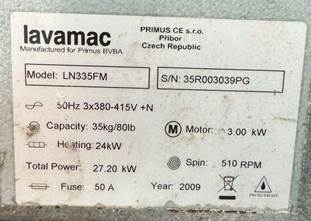 lavamac
Manufactured for Primus BVBA
PRIMUS CE s.r.o.
Příbor
Czech Republic
Model: LN335FM
S/N: 35R003039PG
50Hz 3x380-415V +N
Capacity: 35kg/80lb
M Motor: 3.00 kW
Heating: 24kW
Total Power: 27.20 kW
Spin: 510 RPM
Fuse: 50 A
Year: 2009